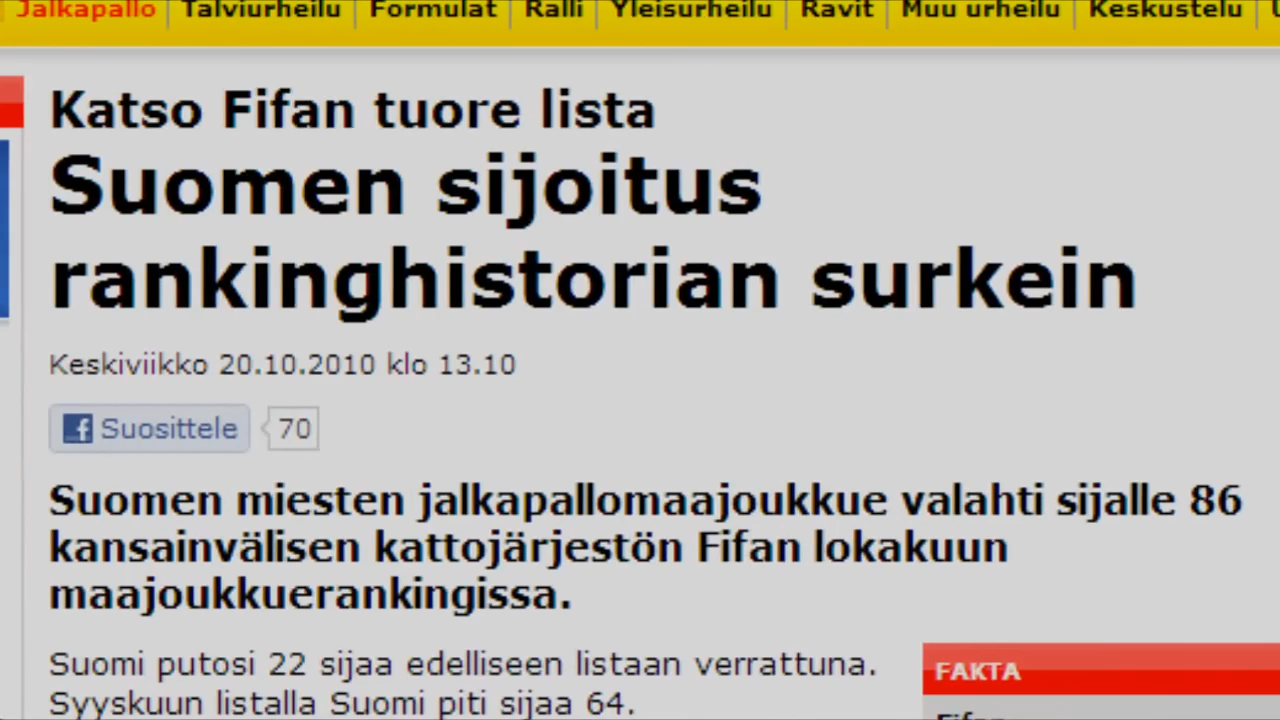 Jalkapallo | Talviurheilu | Formulat | Ralli | Yleisurheilu | Ravit | Muu urheilu | Keskustelu
Katso Fifan tuore lista
Suomen sijoitus
rankinghistorian surkein
Keskiviikko 20.10.2010 klo 13.10
Suosittele 70
Suomen miesten jalkapallomaajoukkue valahti sijalle 86
kansainvälisen kattojärjestön Fifan lokakuun
maajoukkuerankingissa.
Suomi putosi 22 sijaa edelliseen listaan verrattuna.
Syyskuun listalla Suomi piti sijaa 64.
FAKTA
Fifan